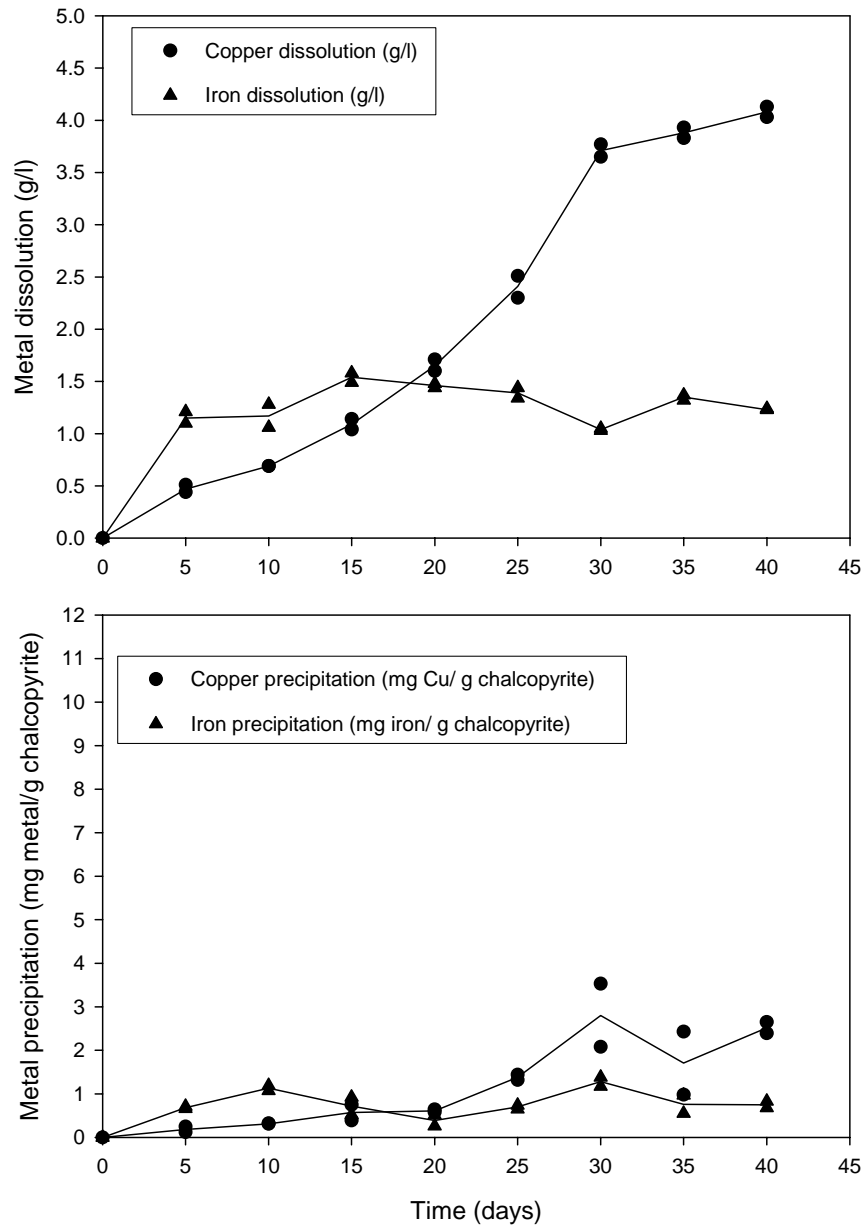 5.0
Copper dissolution (g/l)
4.5
Iron dissolution (g/l)
4.0
3.5
3.0
2.5
2.0
1.5
1.0
0.5
0.0
Metal dissolution (g/l)
0 5 10 15 20 25 30 35 40 45
12
11
Copper precipitation (mg Cu/ g chalcopyrite)
10
Iron precipitation (mg iron/ g chalcopyrite)
9
8
7
6
5
4
3
2
1
0
Metal precipitation (mg metal/g chalcopyrite)
0 5 10 15 20 25 30 35 40 45
Time (days)